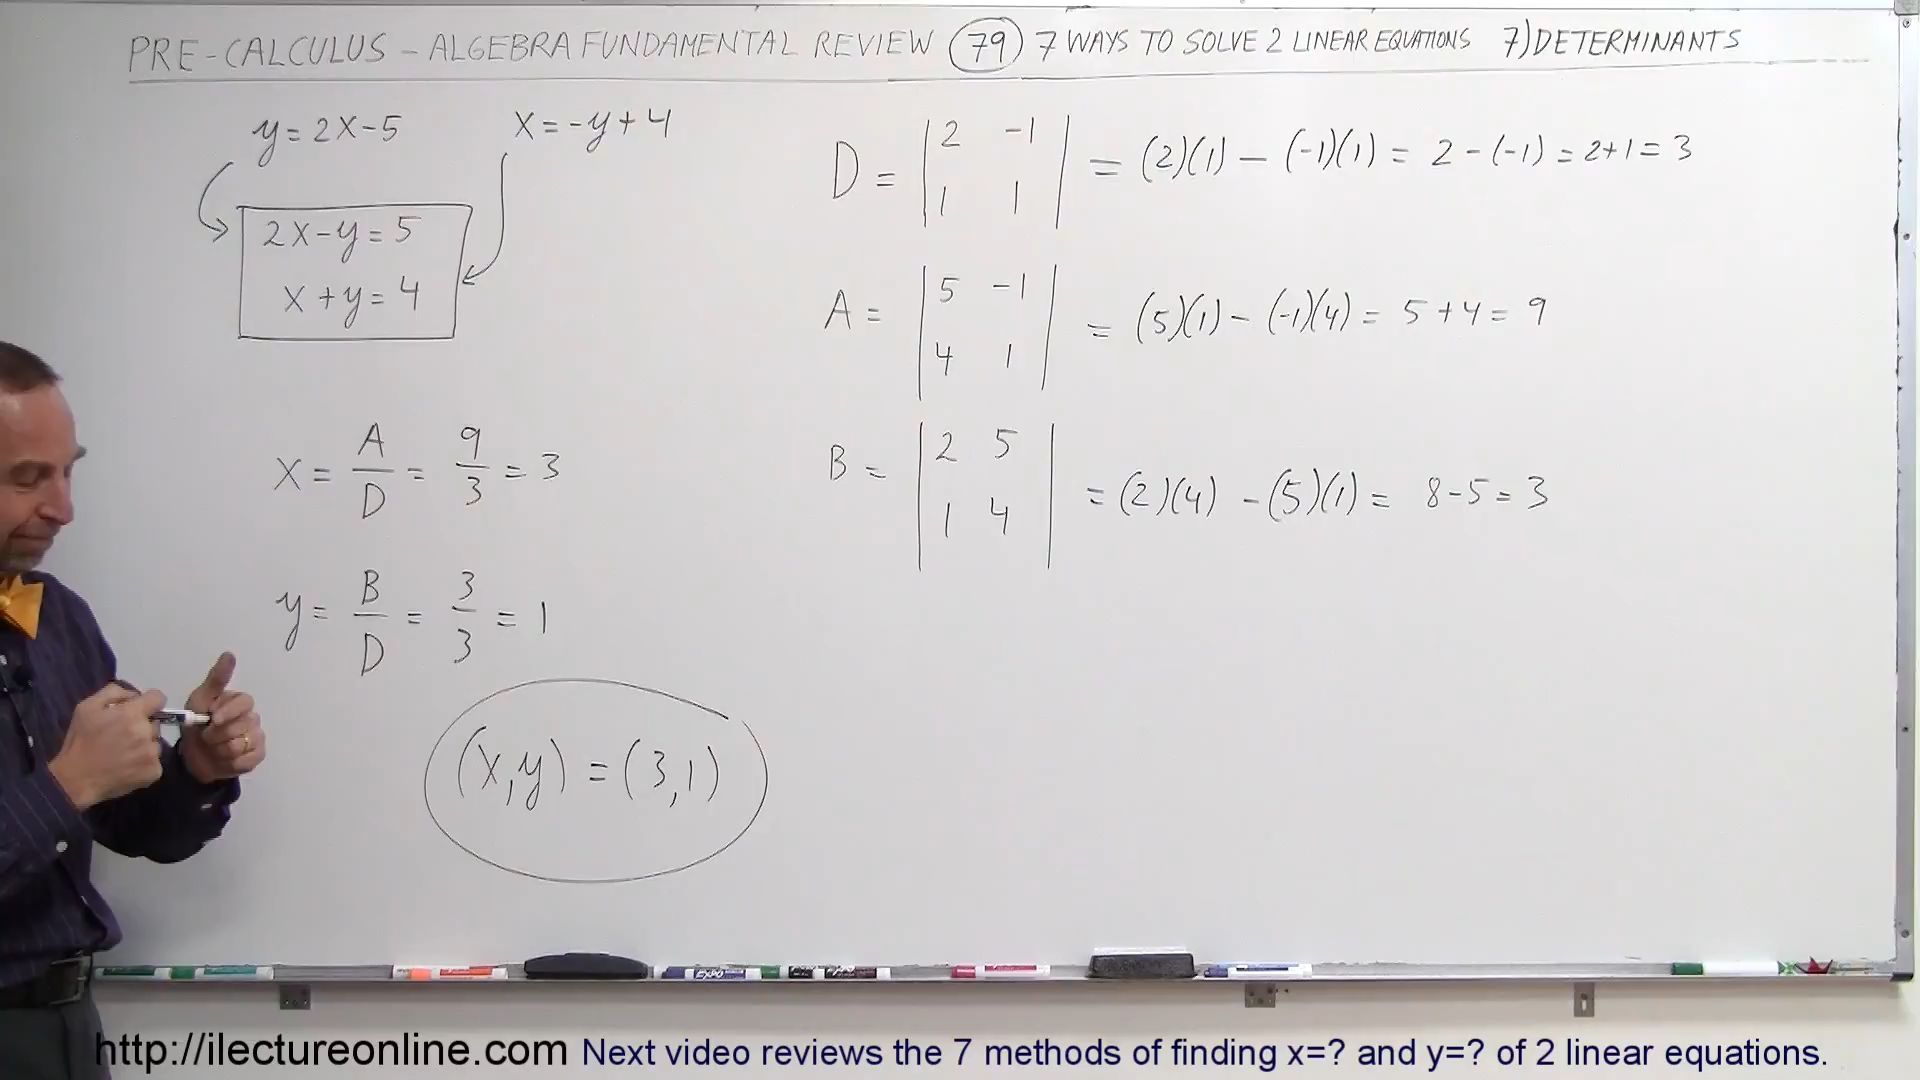 PRE-CALCULUS - ALGEBRA FUNDAMENTAL REVIEW 79 7 WAYS TO SOLVE 2 LINEAR EQUATIONS 7) DETERMINANTS
y = 2x - 5
x = -y + 4
2x - y = 5
x + y = 4
x = A/D = 9/3 = 3
y = B/D = 3/3 = 1
(x,y) = (3,1)
D = | 2 -1 | = (2)(1) - (-1)(1) = 2 - (-1) = 2+1 = 3
| 1 1 |
A = | 5 -1 | = (5)(1) - (-1)(4) = 5 + 4 = 9
| 4 1 |
B = | 2 5 | = (2)(4) - (5)(1) = 8 - 5 = 3
| 1 4 |
EXPO
http://ilectureonline.com Next video reviews the 7 methods of finding x=? and y=? of 2 linear equations.